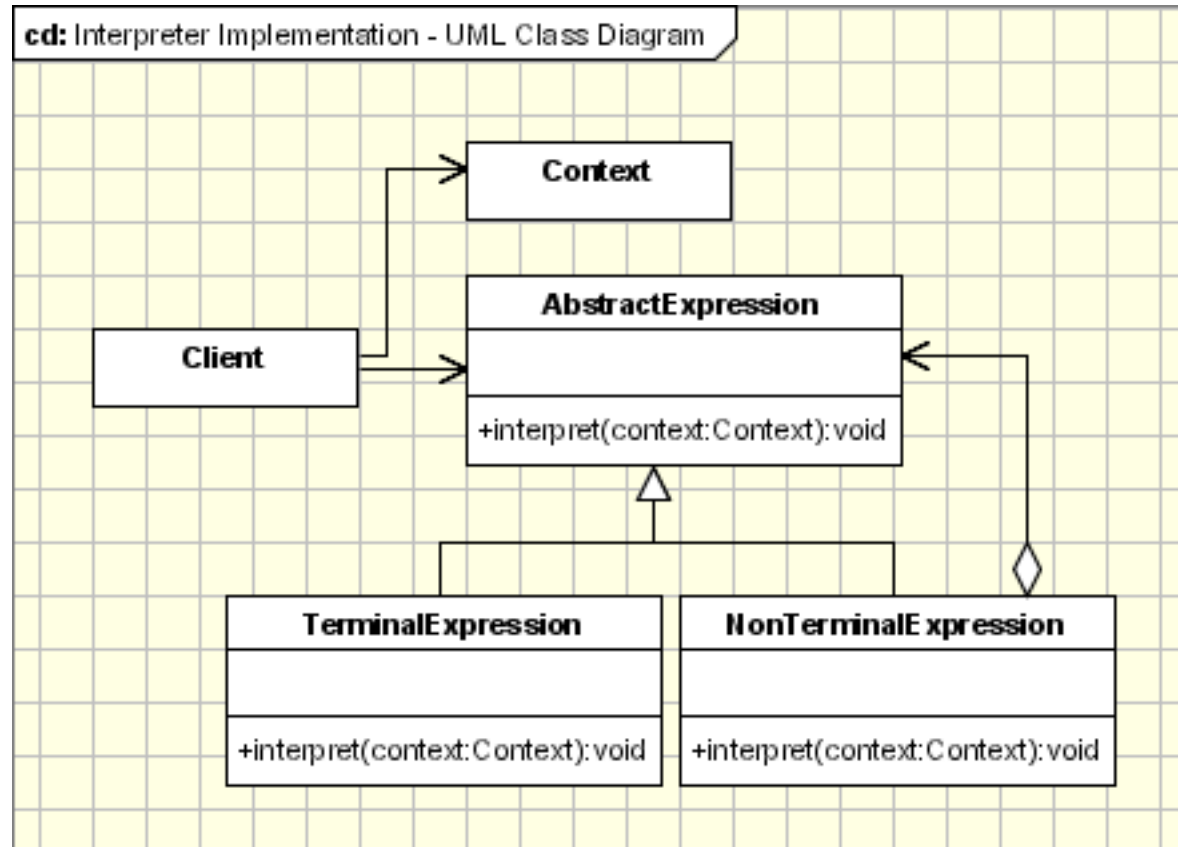 cd: Interpreter Implementation - UML Class Diagram
Context
AbstractExpression
+interpret(context:Context):void
Client
TerminalExpression
+interpret(context:Context):void
NonTerminalExpression
+interpret(context:Context):void